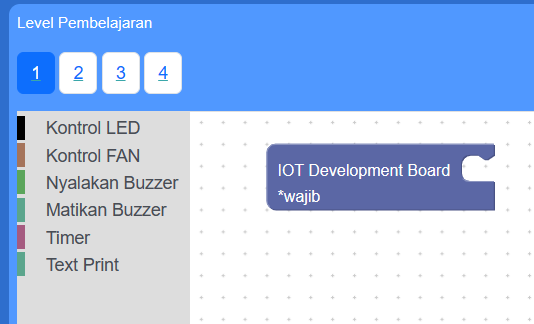 Level Pembelajaran
1 2 3 4
Kontrol LED
Kontrol FAN
Nyalakan Buzzer
Matikan Buzzer
Timer
Text Print
IOT Development Board
*wajib